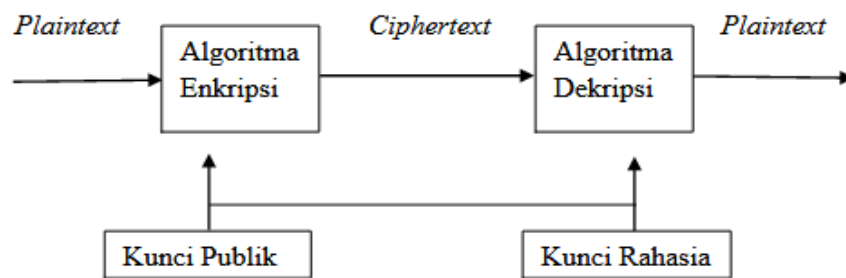 Plaintext
Ciphertext
Plaintext
Algoritma
Enkripsi
Algoritma
Dekripsi
Kunci Publik
Kunci Rahasia